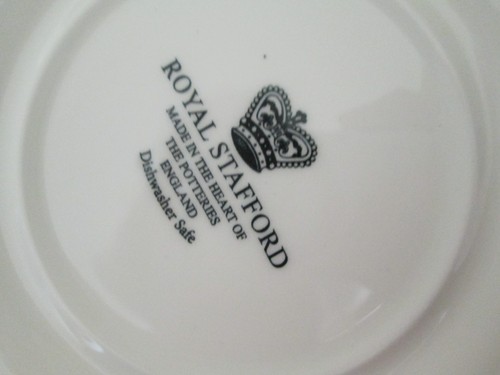 ROYAL STAFFORD
MADE IN THE HEART OF
THE POTTERIES
ENGLAND
Dishwasher Safe